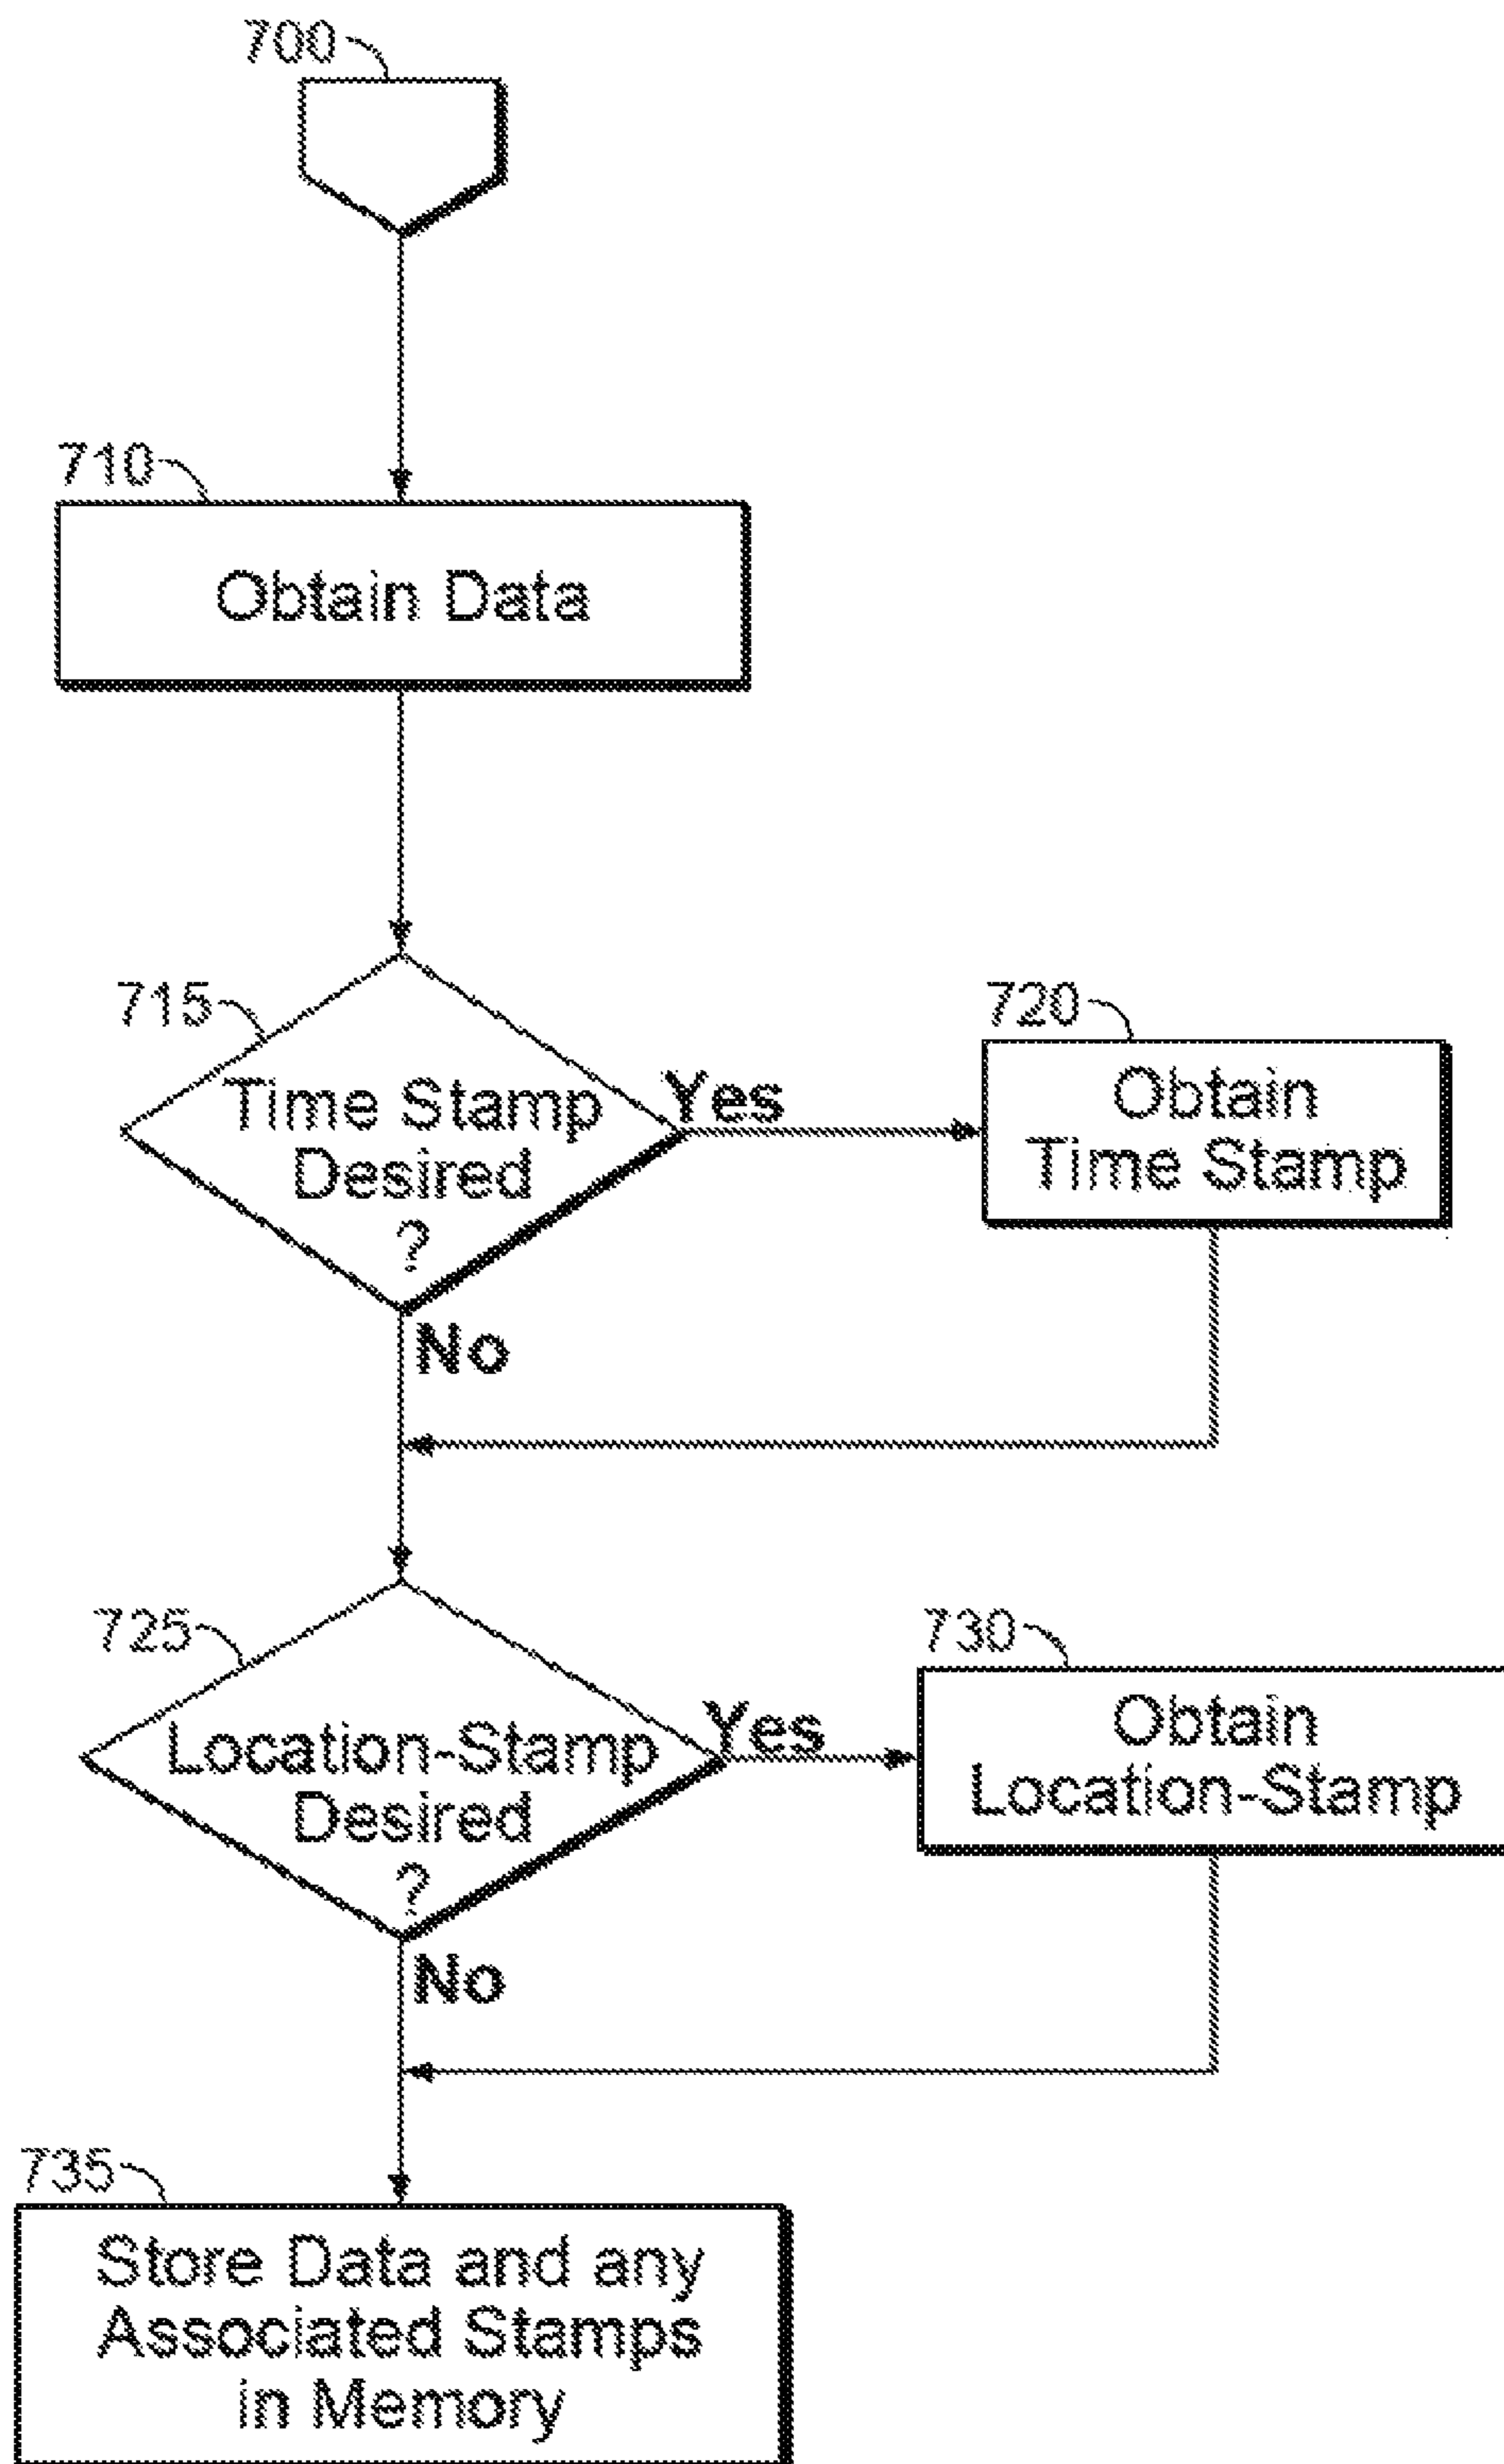 700
710
Obtain Data
715
Time Stamp
Desired
?
Yes
No
720
Obtain
Time Stamp
725
Location-Stamp
Desired
?
Yes
No
730
Obtain
Location-Stamp
735
Store Data and any
Associated Stamps
in Memory